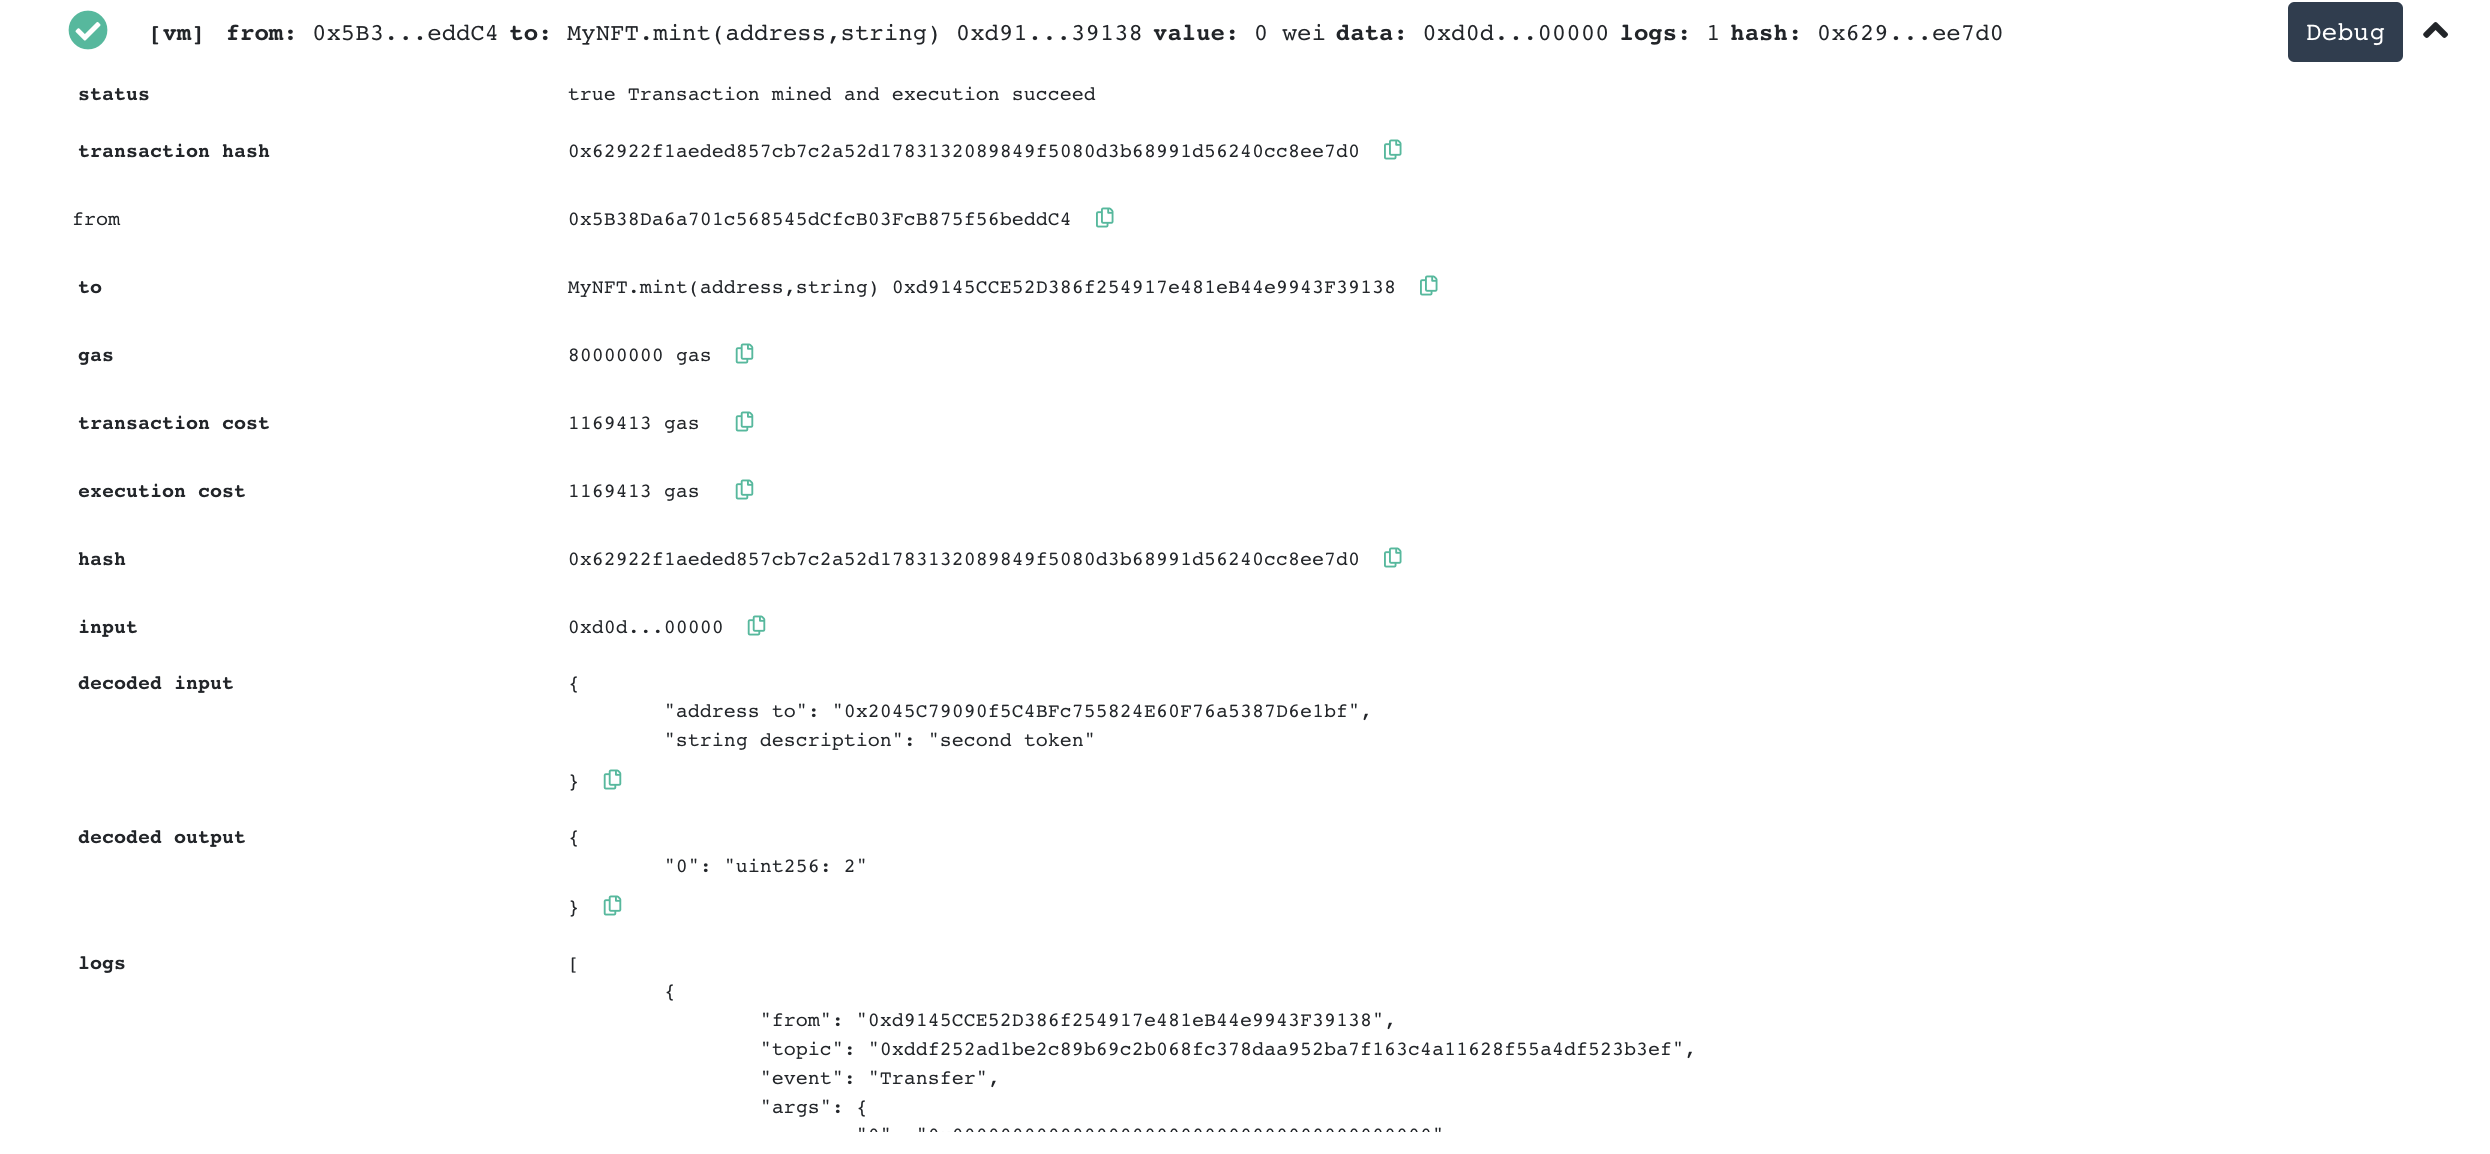 [vm] from: 0x5B3...eddC4 to: MyNFT.mint(address,string) 0xd91...39138 value: 0 wei data: 0xd0d...00000 logs: 1 hash: 0x629...ee7d0 Debug
status true Transaction mined and execution succeed
transaction hash 0x62922f1aeded857cb7c2a52d1783132089849f5080d3b68991d56240cc8ee7d0
from 0x5B38Da6a701c568545dCfcB03FcB875f56beddC4
to MyNFT.mint(address,string) 0xd9145CCE52D386f254917e481eB44e9943F39138
gas 80000000 gas
transaction cost 1169413 gas
execution cost 1169413 gas
hash 0x62922f1aeded857cb7c2a52d1783132089849f5080d3b68991d56240cc8ee7d0
input 0xd0d...00000
decoded input {
"address to": "0x2045C79090f5C4BFc755824E60F76a5387D6e1bf",
"string description": "second token"
}
decoded output {
"0": "uint256: 2"
}
logs [
{
"from": "0xd9145CCE52D386f254917e481eB44e9943F39138",
"topic": "0xddf252ad1be2c89b69c2b068fc378daa952ba7f163c4a11628f55a4df523b3ef",
"event": "Transfer",
"args": {